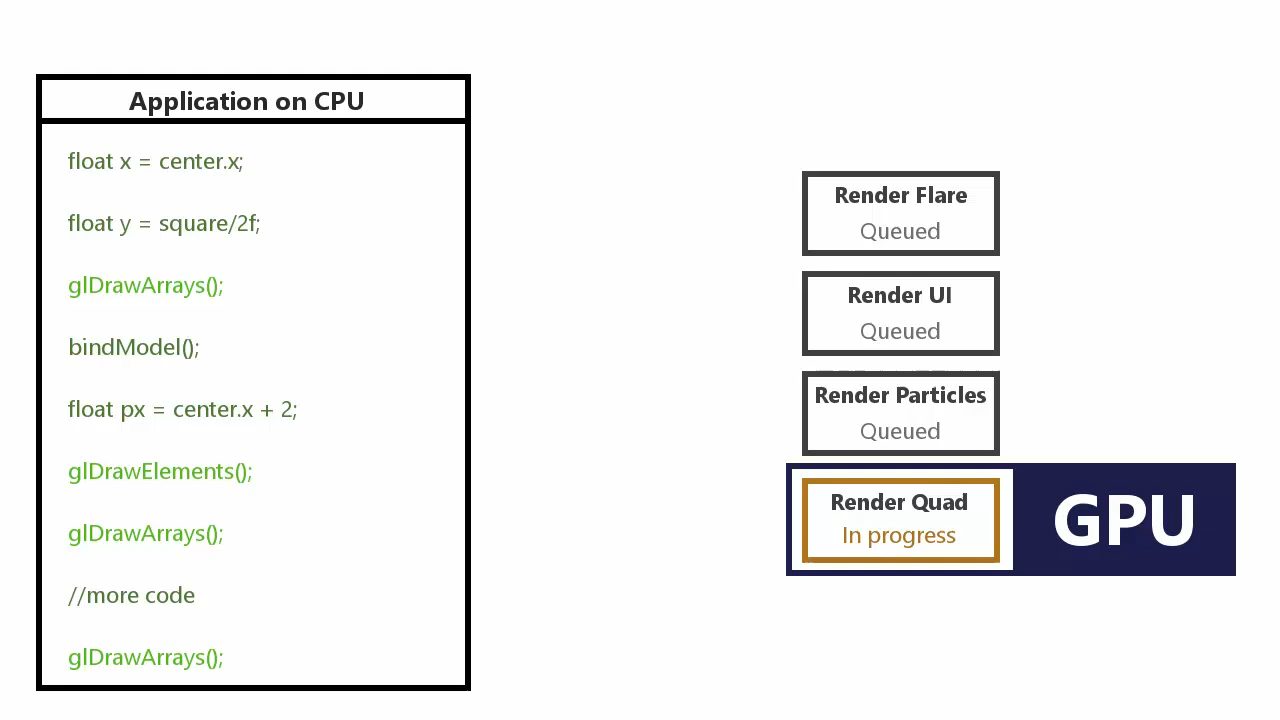 Application on CPU
float x = center.x;
float y = square/2f;
glDrawArrays();
bindModel();
float px = center.x + 2;
glDrawElements();
glDrawArrays();
//more code
glDrawArrays();
Render Flare
Queued
Render UI
Queued
Render Particles
Queued
Render Quad
In progress
GPU